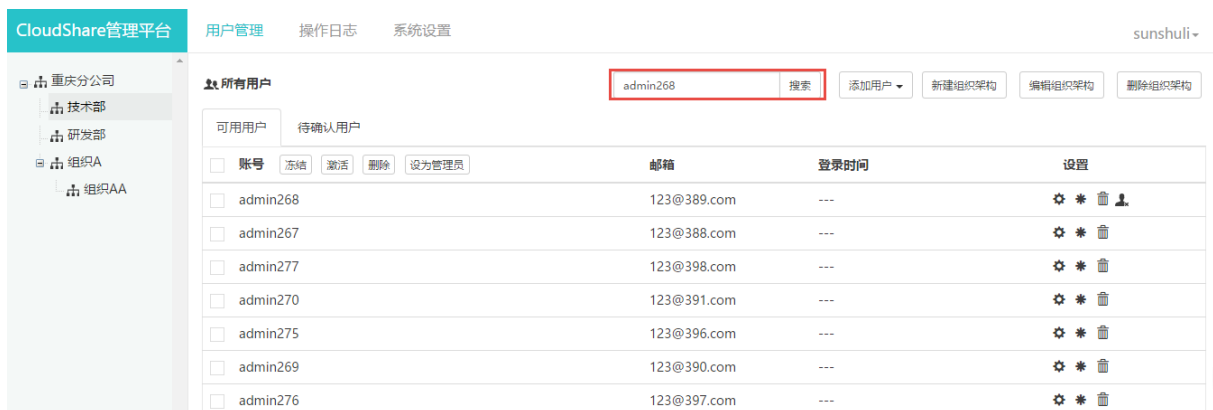 CloudShare管理平台 用户管理 操作日志 系统设置 sunshuli
重庆分公司
技术部
研发部
组织A
组织AA
所有用户 admin268 搜索 添加用户 新建组织架构 编辑组织架构 删除组织架构
可用用户 待确认用户
账号 冻结 激活 删除 设为管理员 邮箱 登录时间 设置
admin268 123@389.com ---
admin267 123@388.com ---
admin277 123@398.com ---
admin270 123@391.com ---
admin275 123@396.com ---
admin269 123@390.com ---
admin276 123@397.com ---